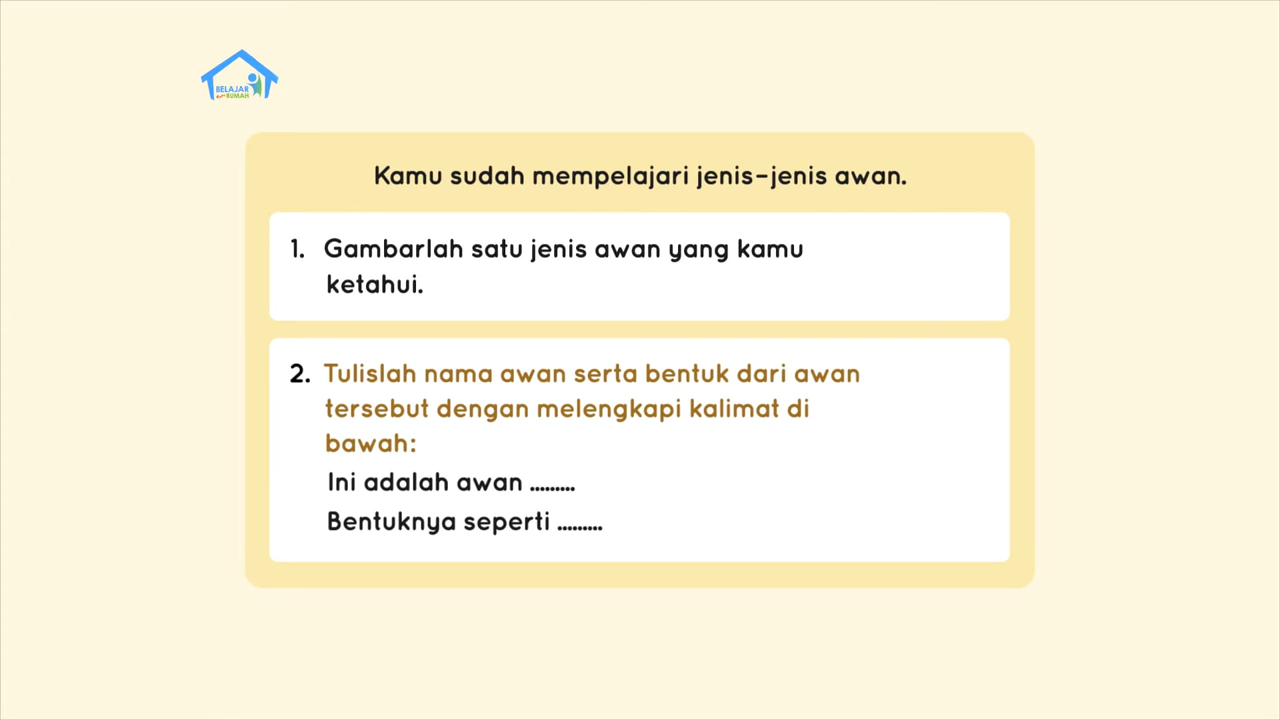 BELAJAR
dari RUMAH
Kamu sudah mempelajari jenis-jenis awan.
1. Gambarlah satu jenis awan yang kamu
ketahui.
2. Tulislah nama awan serta bentuk dari awan
tersebut dengan melengkapi kalimat di
bawah:
Ini adalah awan .........
Bentuknya seperti .........